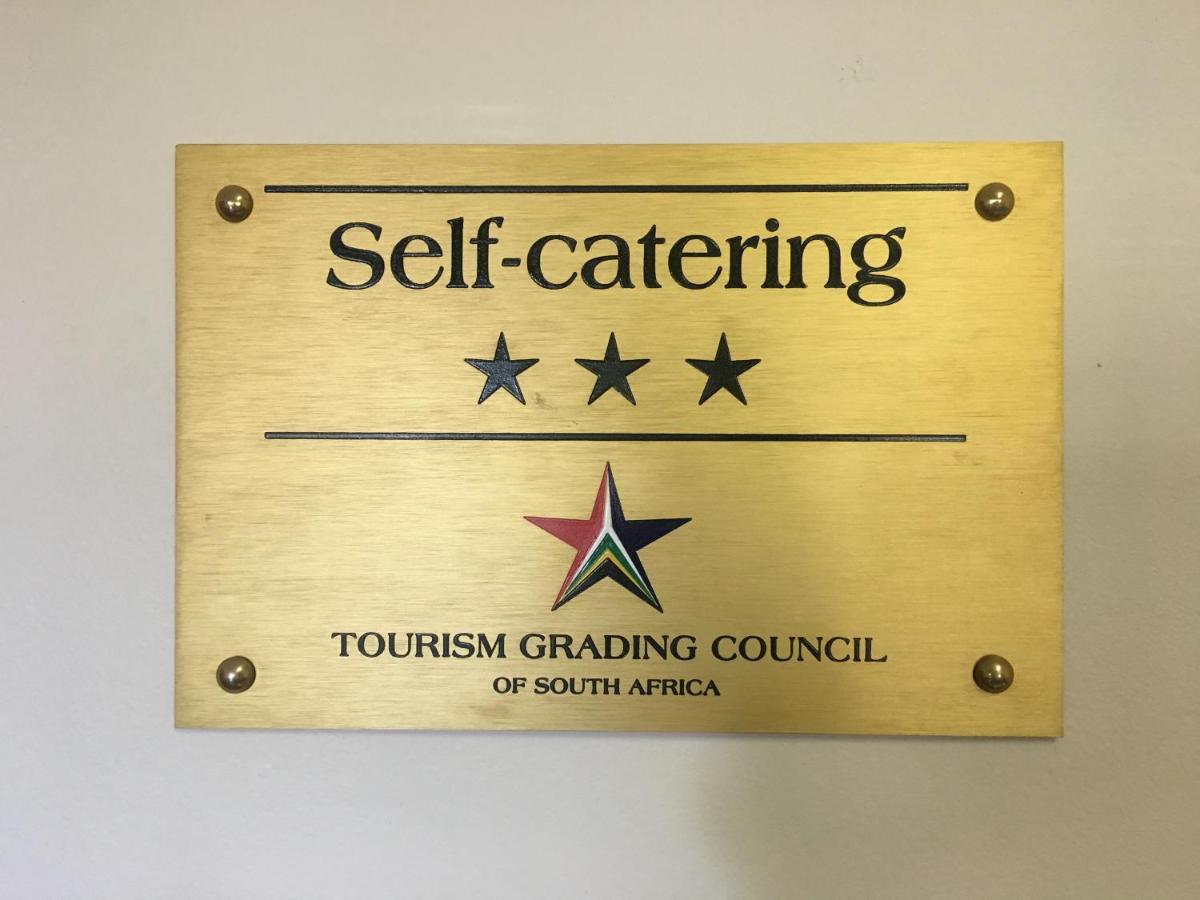 Self-catering
TOURISM GRADING COUNCIL
OF SOUTH AFRICA